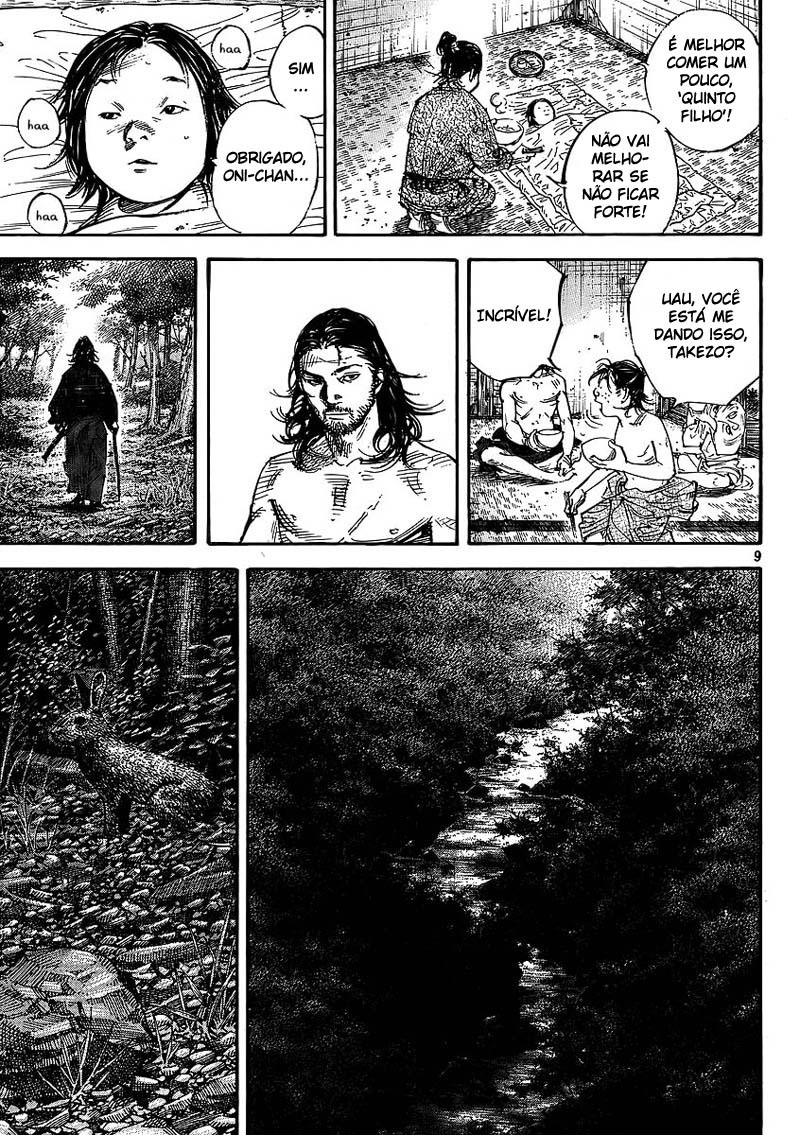 É MELHOR
COMER UM
POUCO,
'QUINTO
FILHO'!
NÃO VAI
MELHO-
RAR SE
NÃO FICAR
FORTE!
SIM
...
OBRIGADO,
ONI-CHAN...
haa
haa
haa
UAU, VOCÊ
ESTÁ ME
DANDO ISSO,
TAKEZO?
INCRÍVEL!
9